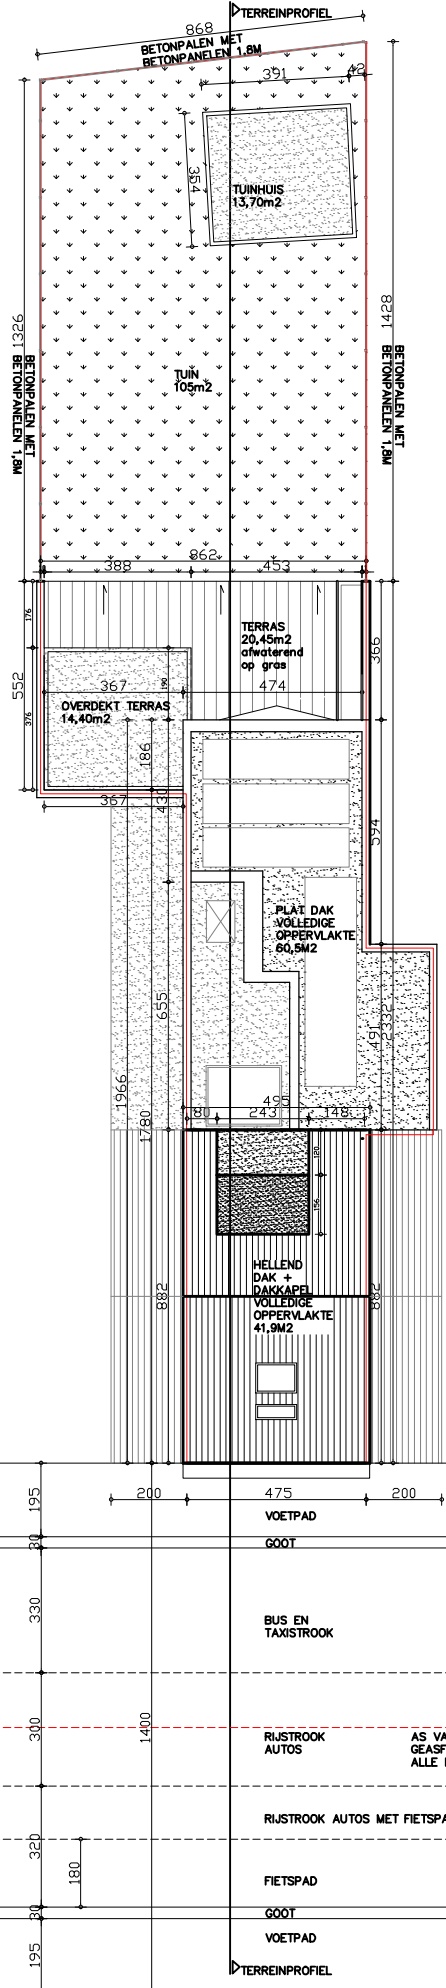 TERREINPROFIEL
868
BETONPALEN MET
BETONPANELEN 1,8M
391
42
354
TUINHUIS
13,70m2
1326
BETONPALEN MET
BETONPANELEN 1,8M
1428
BETONPALEN MET
BETONPANELEN 1,8M
TUIN
105m2
862
388
453
176
552
376
TERRAS
20,45m2
afwaterend
op gras
366
367
190
474
OVERDEKT TERRAS
14,40m2
186
367
430
594
PLAT DAK
VOLLEDIGE
OPPERVLAKTE
60,5M2
655
491
2332
1966
1780
495
80
243
148
120
156
HELLEND
DAK +
DAKKAPEL
VOLLEDIGE
OPPERVLAKTE
41,9M2
882
882
200
475
200
195
VOETPAD
30
GOOT
330
BUS EN
TAXISTROOK
300
1400
RIJSTROOK
AUTOS
AS VA
GEASF
ALLE
320
RIJSTROOK AUTOS MET FIETSPA
180
FIETSPAD
30
GOOT
195
VOETPAD
TERREINPROFIEL